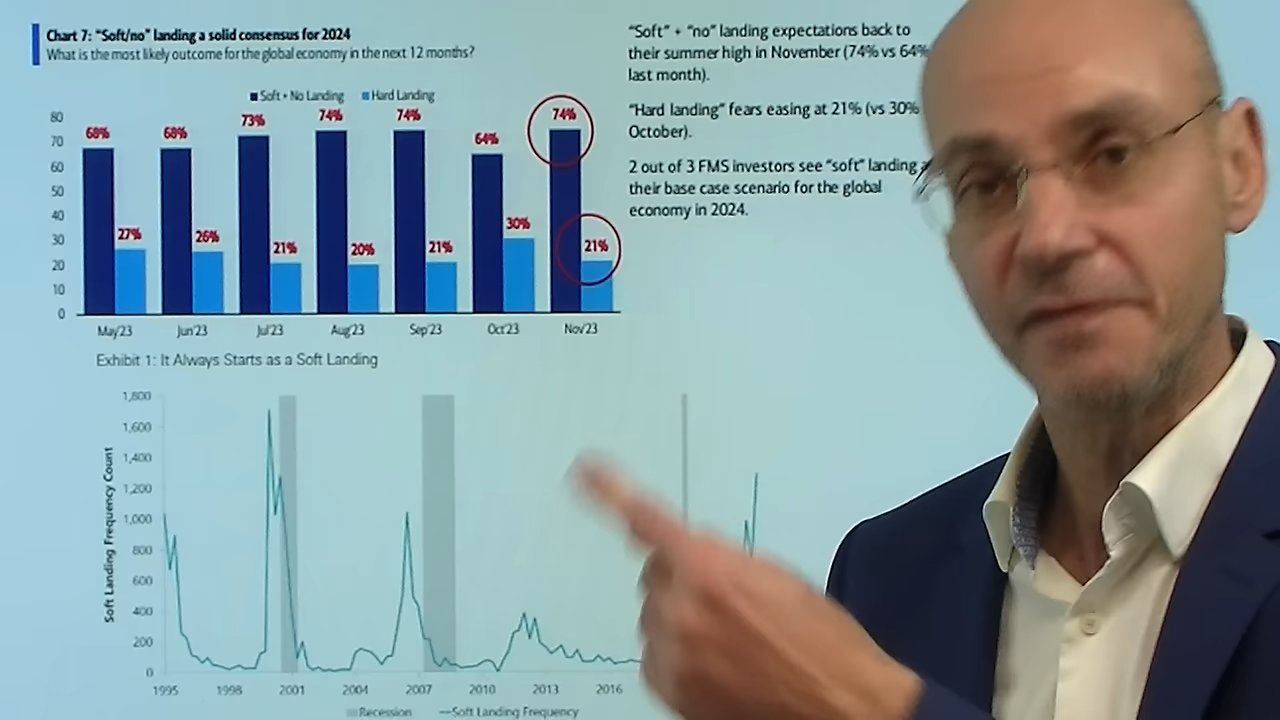 Chart 7: "Soft/no" landing a solid consensus for 2024
What is the most likely outcome for the global economy in the next 12 months?
Soft + No Landing Hard Landing
80
70
60
50
40
30
20
10
0
68% 68% 73% 74% 74% 64% 74%
27% 26% 21% 20% 21% 30% 21%
May'23 Jun'23 Jul'23 Aug'23 Sep'23 Oct'23 Nov'23
"Soft" + "no" landing expectations back to
their summer high in November (74% vs 64%
last month).
"Hard landing" fears easing at 21% (vs 30%
October).
2 out of 3 FMS investors see "soft" landing
their base case scenario for the global
economy in 2024.
Exhibit 1: It Always Starts as a Soft Landing
Soft Landing Frequency Count
1,800
1,600
1,400
1,200
1,000
800
600
400
200
0
1995 1998 2001 2004 2007 2010 2013 2016
Recession Soft Landing Frequency